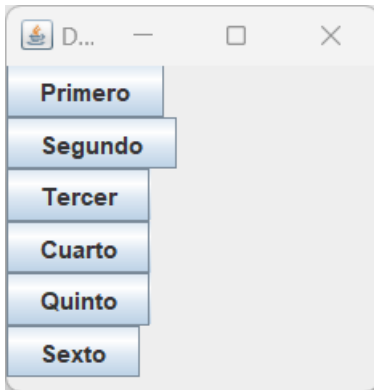 D...
Primero
Segundo
Tercer
Cuarto
Quinto
Sexto